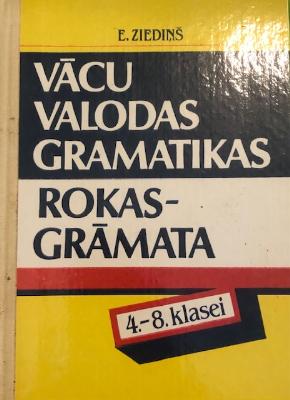 E. ZIEDIŅŠ
VĀCU
VALODAS
GRAMATIKAS
ROKAS-
GRĀMATA
4.-8. klasei